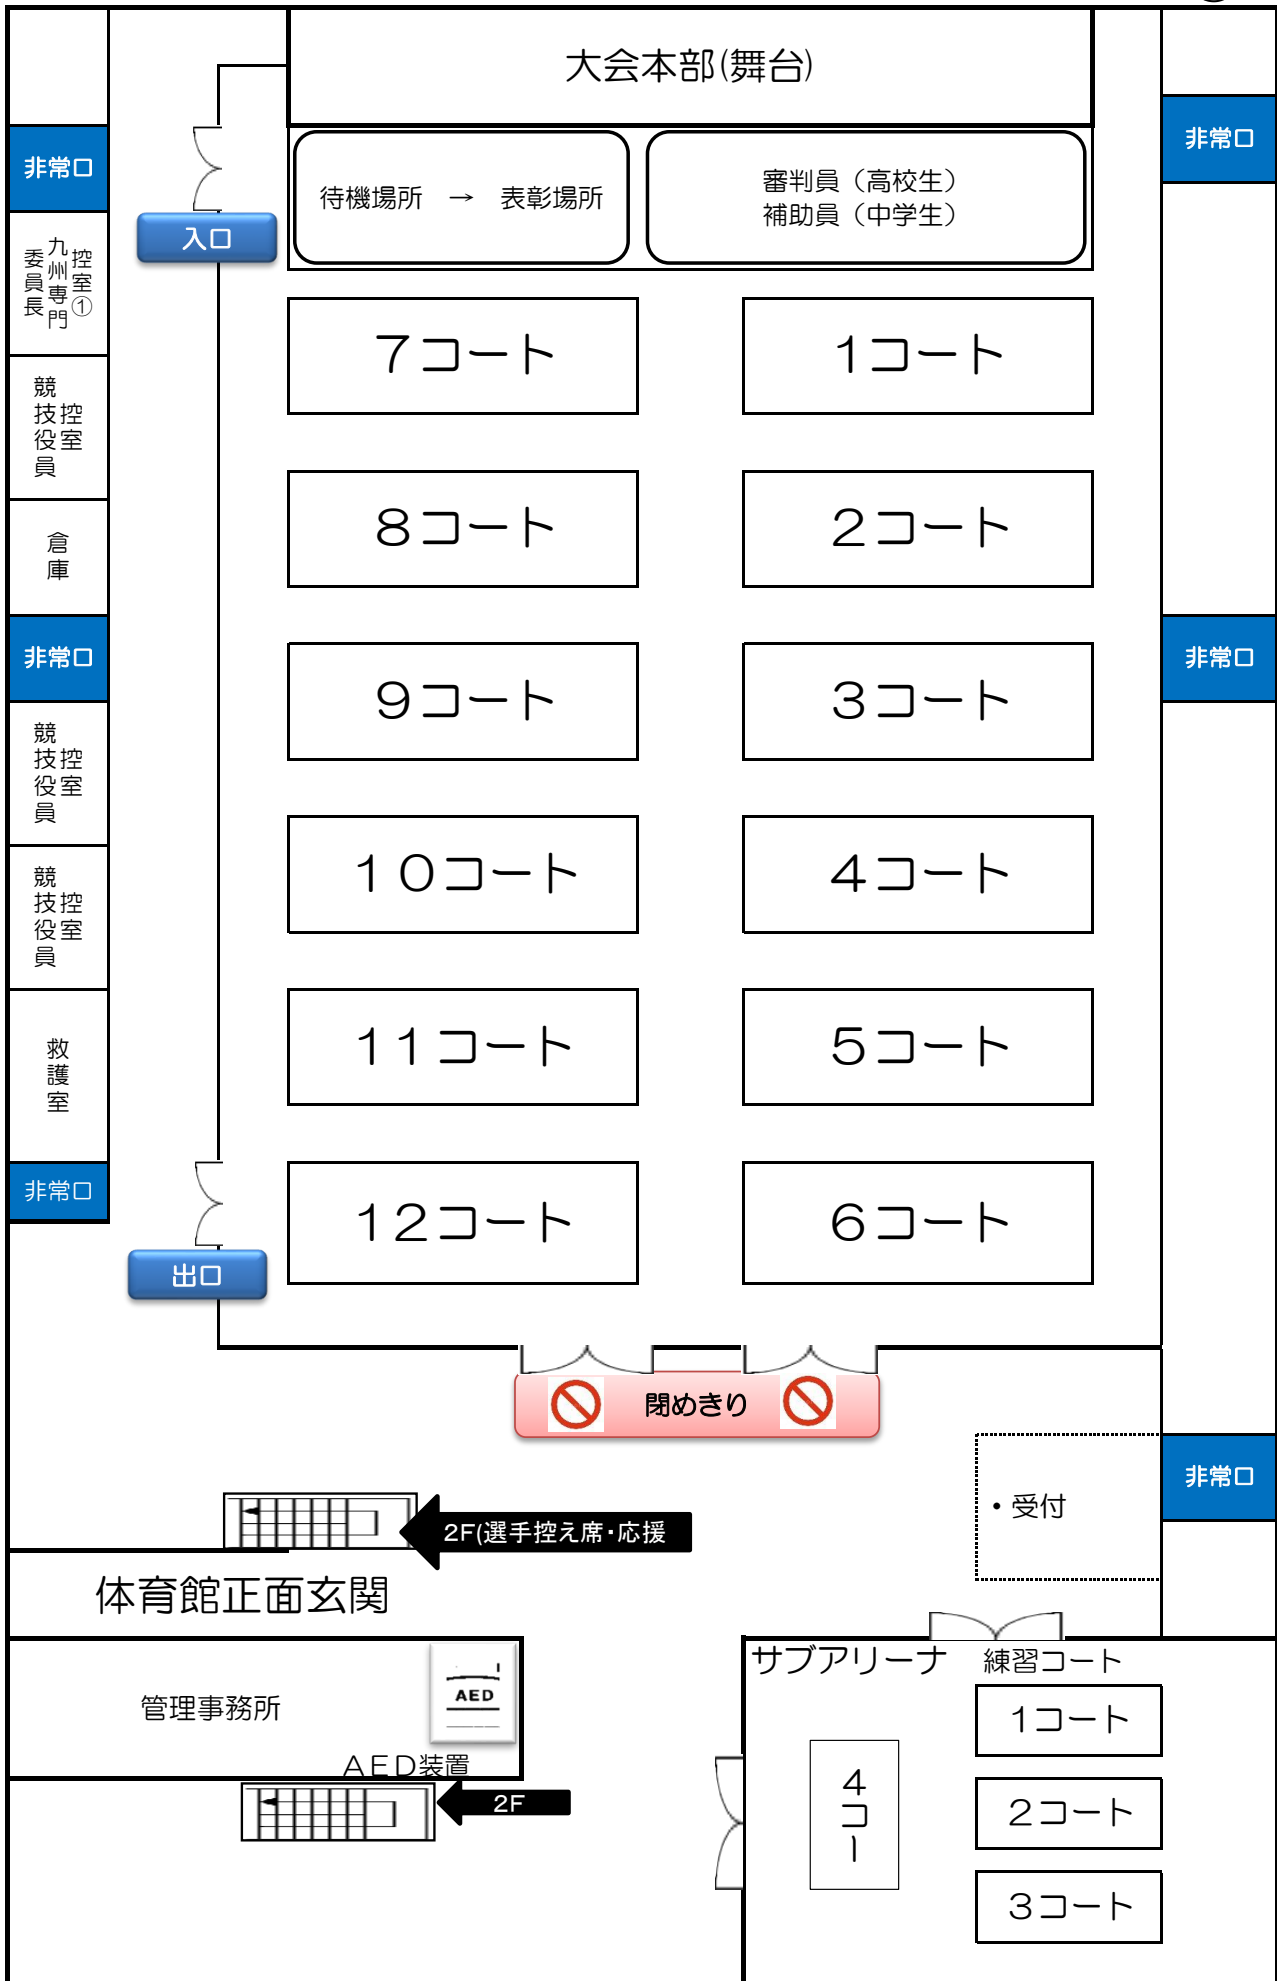 大会本部(舞台)
非常口
非常口
待機場所　→　表彰場所
審判員（高校生）
補助員（中学生）
入口
控室①
九州専門
委員長
7コート
1コート
控室
競技役員
8コート
2コート
倉庫
非常口
非常口
9コート
3コート
控室
競技役員
10コート
4コート
控室
競技役員
11コート
5コート
救護室
非常口
12コート
6コート
出口
閉めきり
非常口
・受付
2F(選手控え席・応援
体育館正面玄関
サブアリーナ　練習コート
管理事務所
AED
AED装置
1コート
2F
4コー
2コート
3コート